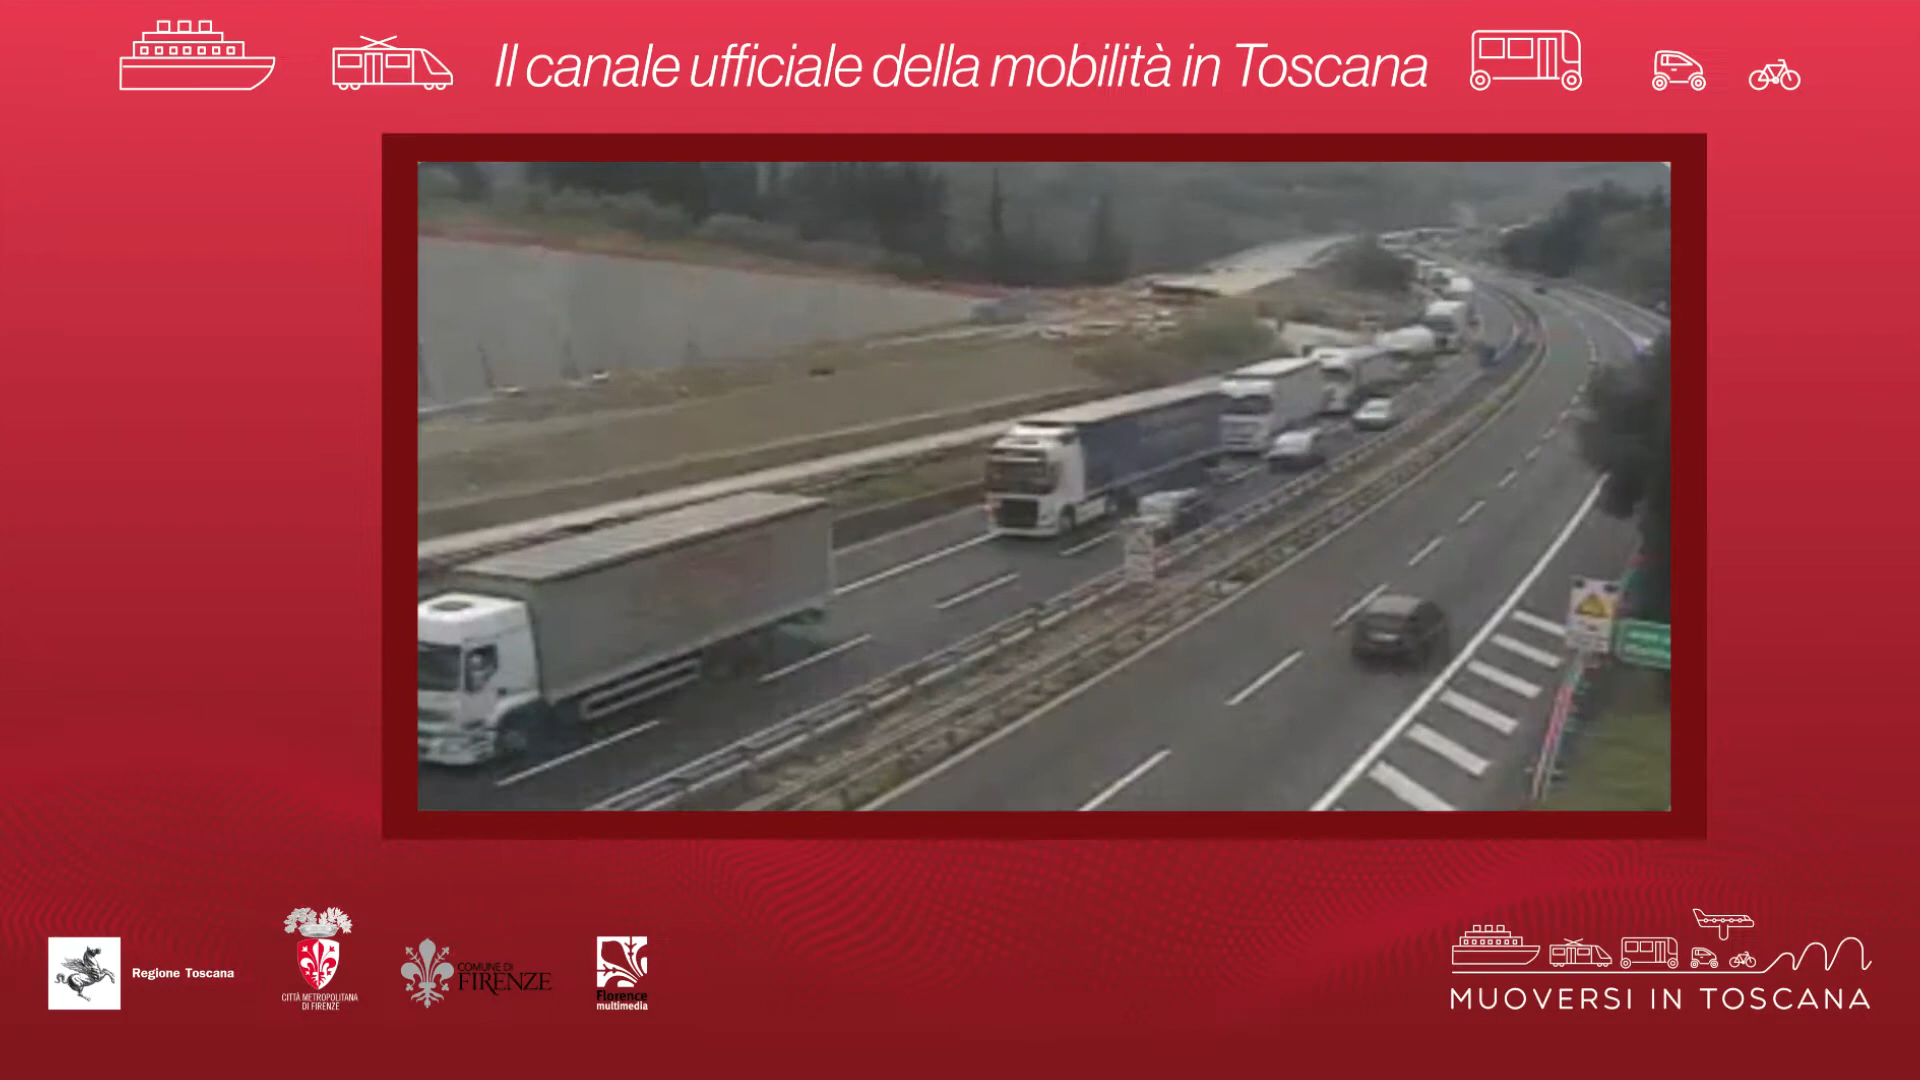 Il canale ufficiale della mobilità in Toscana
Regione Toscana
CITTÀ METROPOLITANA
DI FIRENZE
COMUNE DI
FIRENZE
Florence
multimedia
MUOVERSI IN TOSCANA